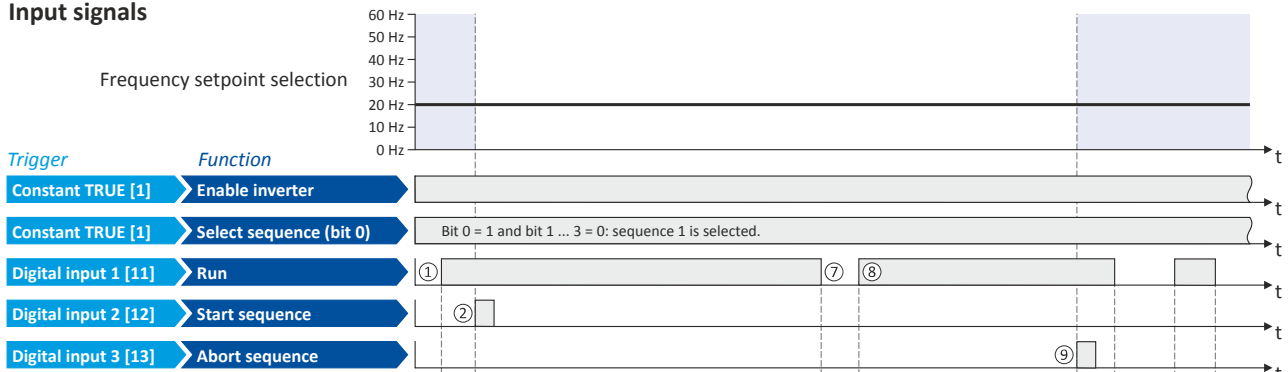 Input signals
60 Hz
50 Hz
40 Hz
Frequency setpoint selection 30 Hz
20 Hz
10 Hz
0 Hz
t
Trigger Function
Constant TRUE [1] Enable inverter
t
Constant TRUE [1] Select sequence (bit 0) Bit 0 = 1 and bit 1 ... 3 = 0: sequence 1 is selected.
t
Digital input 1 [11] Run ① ⑦ ⑧
t
Digital input 2 [12] Start sequence ②
t
Digital input 3 [13] Abort sequence ⑨
t